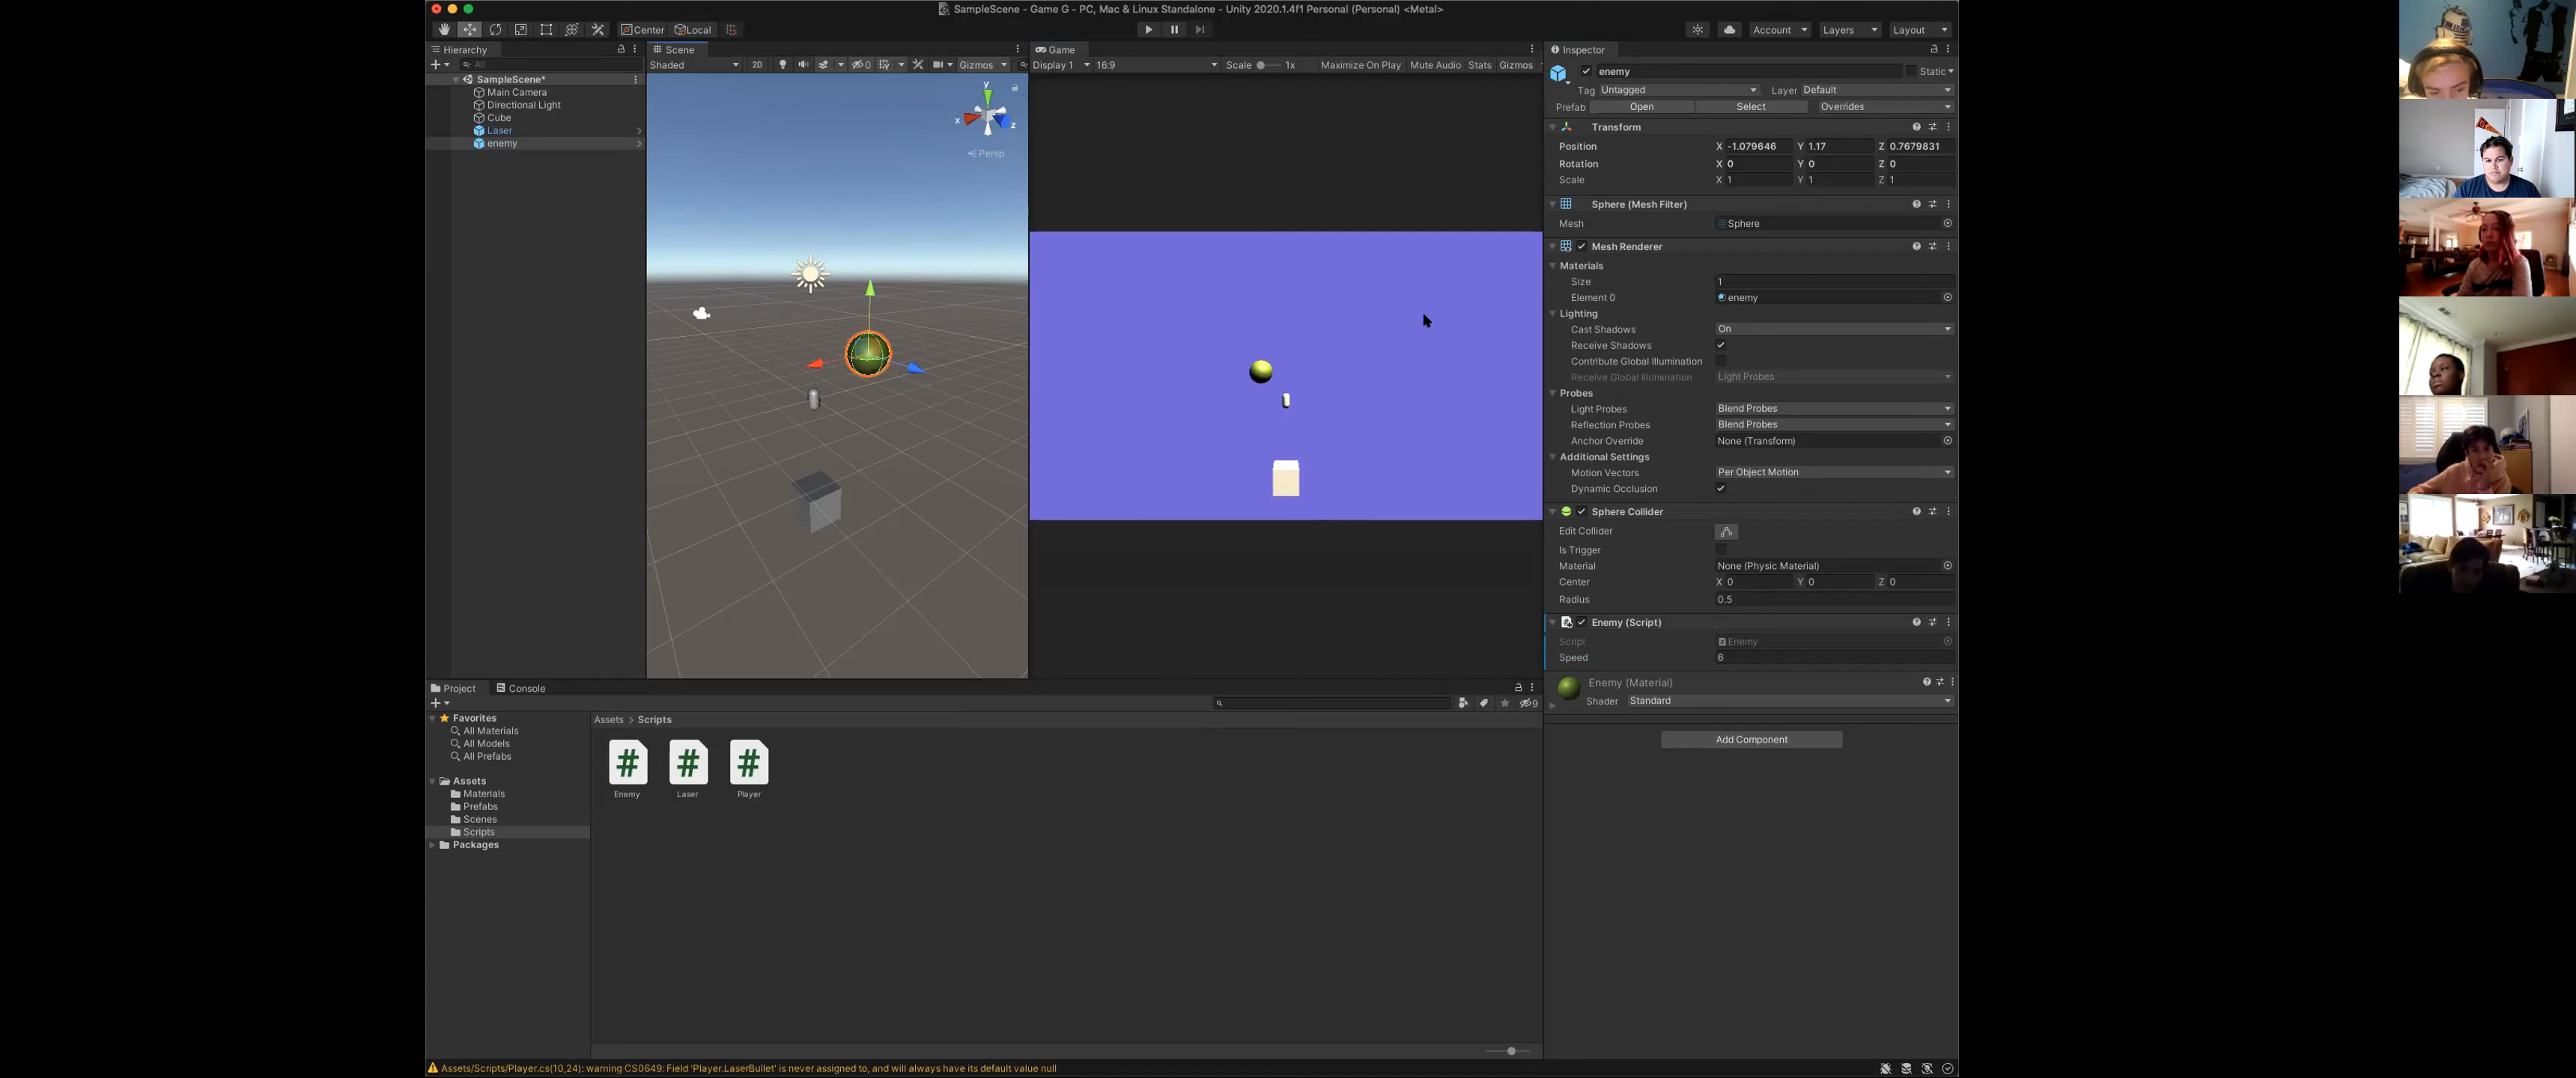 SampleScene - Game G - PC, Mac & Linux Standalone - Unity 2020.1.4f1 Personal (Personal) <Metal>
Center Local Account Layers Layout
Hierarchy
All
SampleScene*
Main Camera
Directional Light
Cube
Laser
enemy
Scene
Shaded 2D 0 Gizmos
y
x z
Persp
Game
Display 1 16:9 Scale 1x Maximize On Play Mute Audio Stats Gizmos
Inspector
enemy Static
Tag Untagged Layer Default
Prefab Open Select Overrides
Transform
Position X -1.079646 Y 1.17 Z 0.7679831
Rotation X 0 Y 0 Z 0
Scale X 1 Y 1 Z 1
Sphere (Mesh Filter)
Mesh Sphere
Mesh Renderer
Materials
Size 1
Element 0 enemy
Lighting
Cast Shadows On
Receive Shadows
Contribute Global Illumination
Receive Global Illumination Light Probes
Probes
Light Probes Blend Probes
Reflection Probes Blend Probes
Anchor Override None (Transform)
Additional Settings
Motion Vectors Per Object Motion
Dynamic Occlusion
Sphere Collider
Edit Collider
Is Trigger
Material None (Physic Material)
Center X 0 Y 0 Z 0
Radius 0.5
Enemy (Script)
Script Enemy
Speed 6
Enemy (Material)
Shader Standard
Add Component
Project Console
9
Favorites
All Materials
All Models
All Prefabs
Assets
Materials
Prefabs
Scenes
Scripts
Packages
Assets > Scripts
# # #
Enemy Laser Player
Assets/Scripts/Player.cs(10,24): warning CS0649: Field 'Player.LaserBullet' is never assigned to, and will always have its default value null